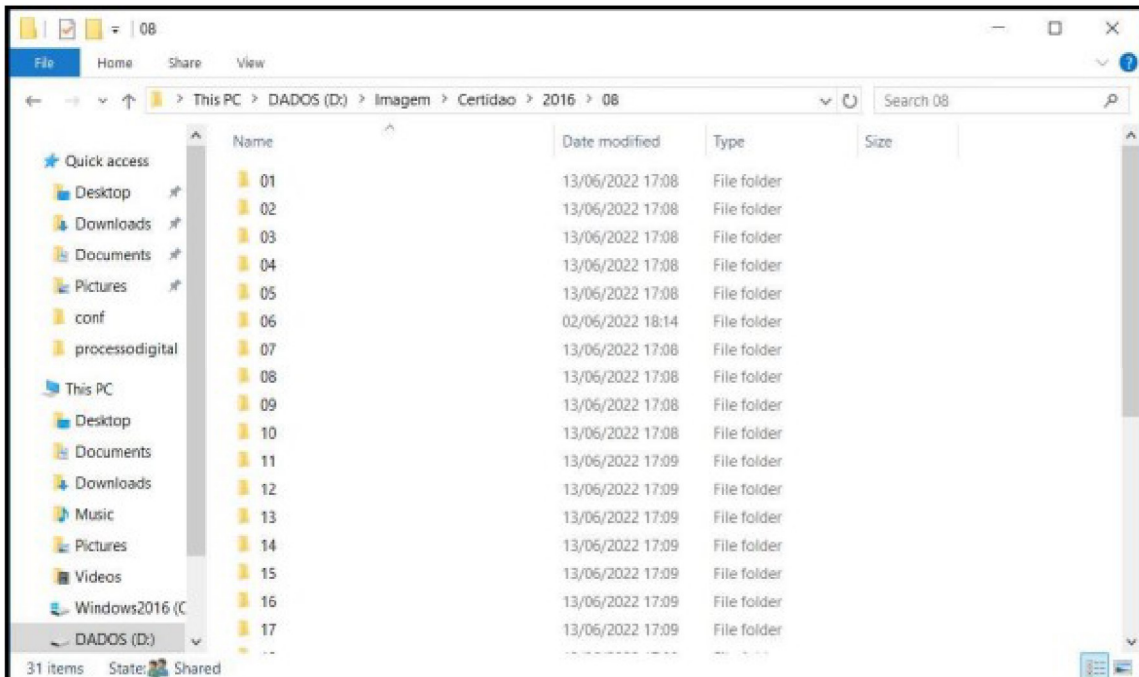 08
File Home Share View
This PC > DADOS (D:) > Imagem > Certidao > 2016 > 08 Search 08
Name Date modified Type Size
Quick access
Desktop
Downloads
Documents
Pictures
conf
processodigital
This PC
Desktop
Documents
Downloads
Music
Pictures
Videos
Windows2016 (C
DADOS (D:)
01 13/06/2022 17:08 File folder
02 13/06/2022 17:08 File folder
03 13/06/2022 17:08 File folder
04 13/06/2022 17:08 File folder
05 13/06/2022 17:08 File folder
06 02/06/2022 18:14 File folder
07 13/06/2022 17:08 File folder
08 13/06/2022 17:08 File folder
09 13/06/2022 17:08 File folder
10 13/06/2022 17:08 File folder
11 13/06/2022 17:09 File folder
12 13/06/2022 17:09 File folder
13 13/06/2022 17:09 File folder
14 13/06/2022 17:09 File folder
15 13/06/2022 17:09 File folder
16 13/06/2022 17:09 File folder
17 13/06/2022 17:09 File folder
31 items State: Shared